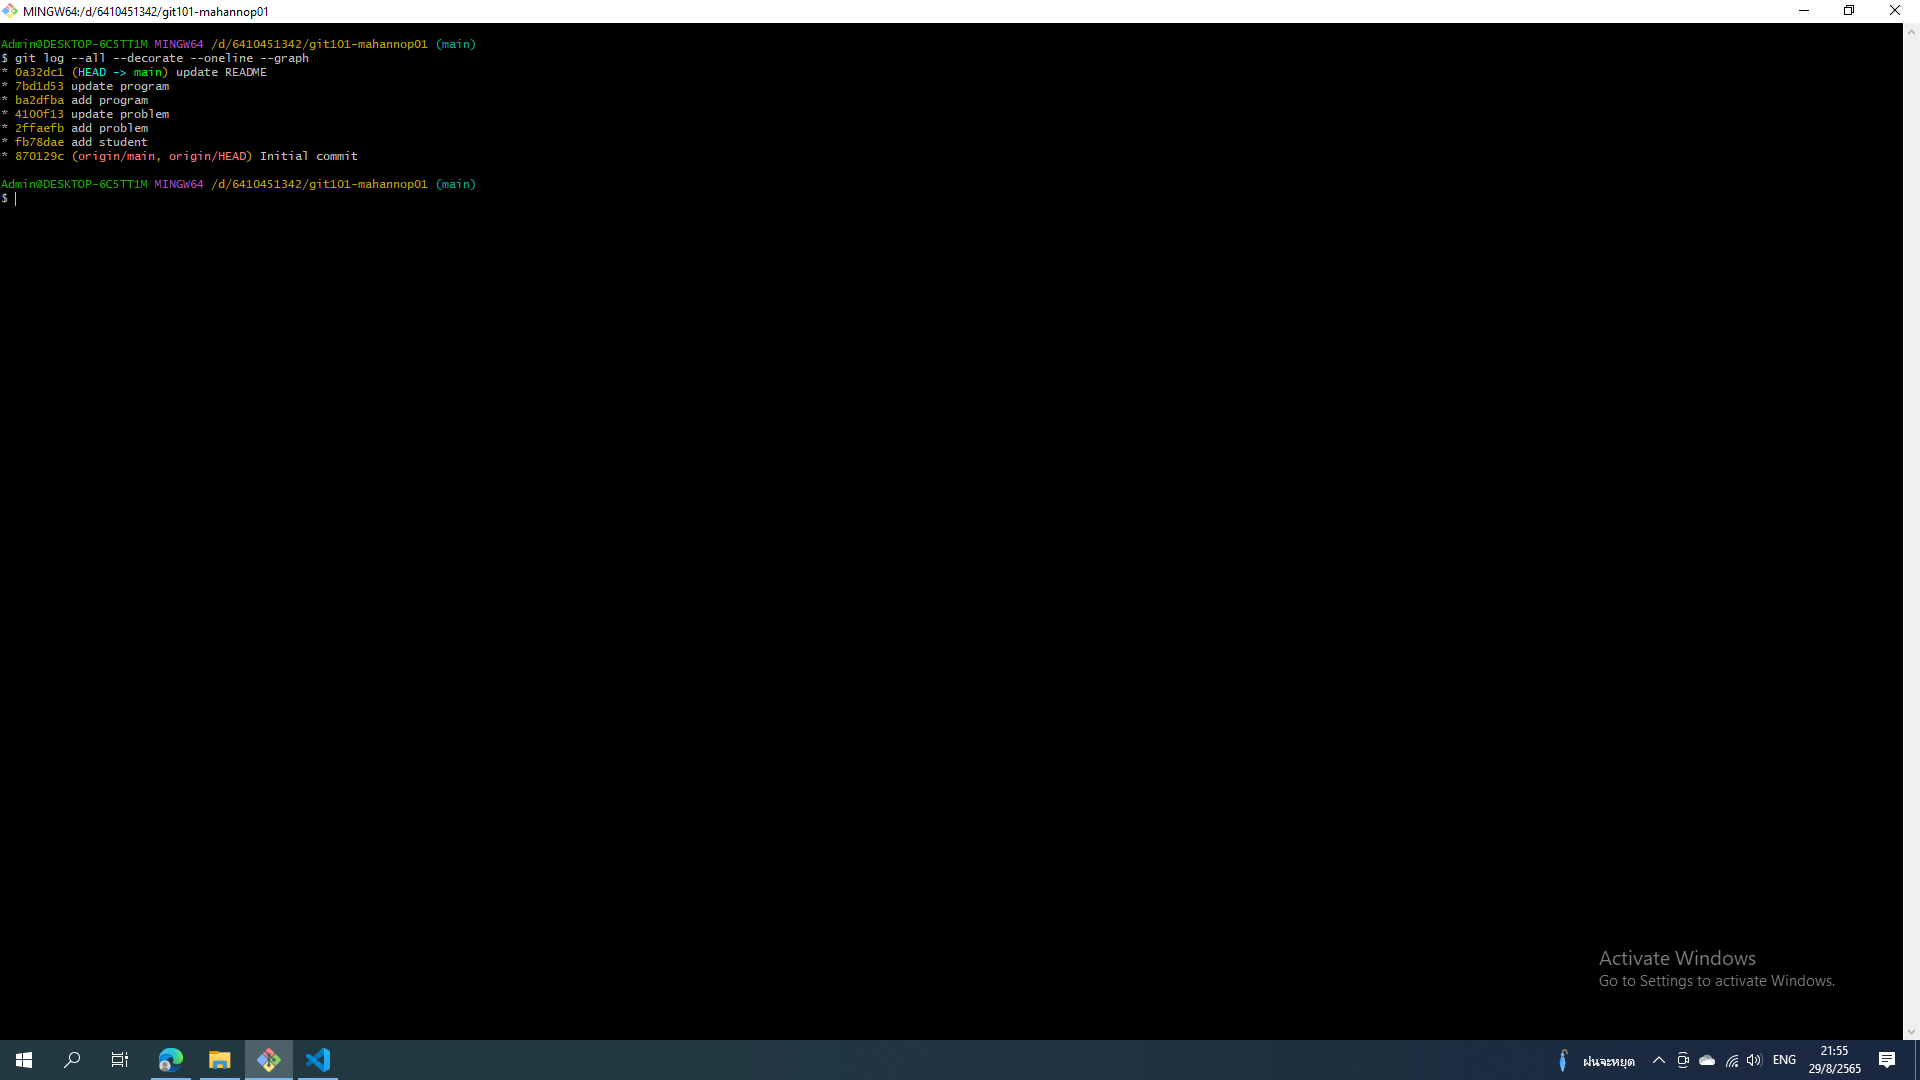 MINGW64:/d/6410451342/git101-mahannop01
Admin@DESKTOP-6C5TT1M MINGW64 /d/6410451342/git101-mahannop01 (main)
$ git log --all --decorate --oneline --graph
* 0a32dc1 (HEAD -> main) update README
* 7bd1d53 update program
* ba2dfba add program
* 4100f13 update problem
* 2ffaefb add problem
* fb78dae add student
* 870129c (origin/main, origin/HEAD) Initial commit
Admin@DESKTOP-6C5TT1M MINGW64 /d/6410451342/git101-mahannop01 (main)
$
Activate Windows
Go to Settings to activate Windows.
ฝนจะหยุด
ENG
21:55
29/8/2565